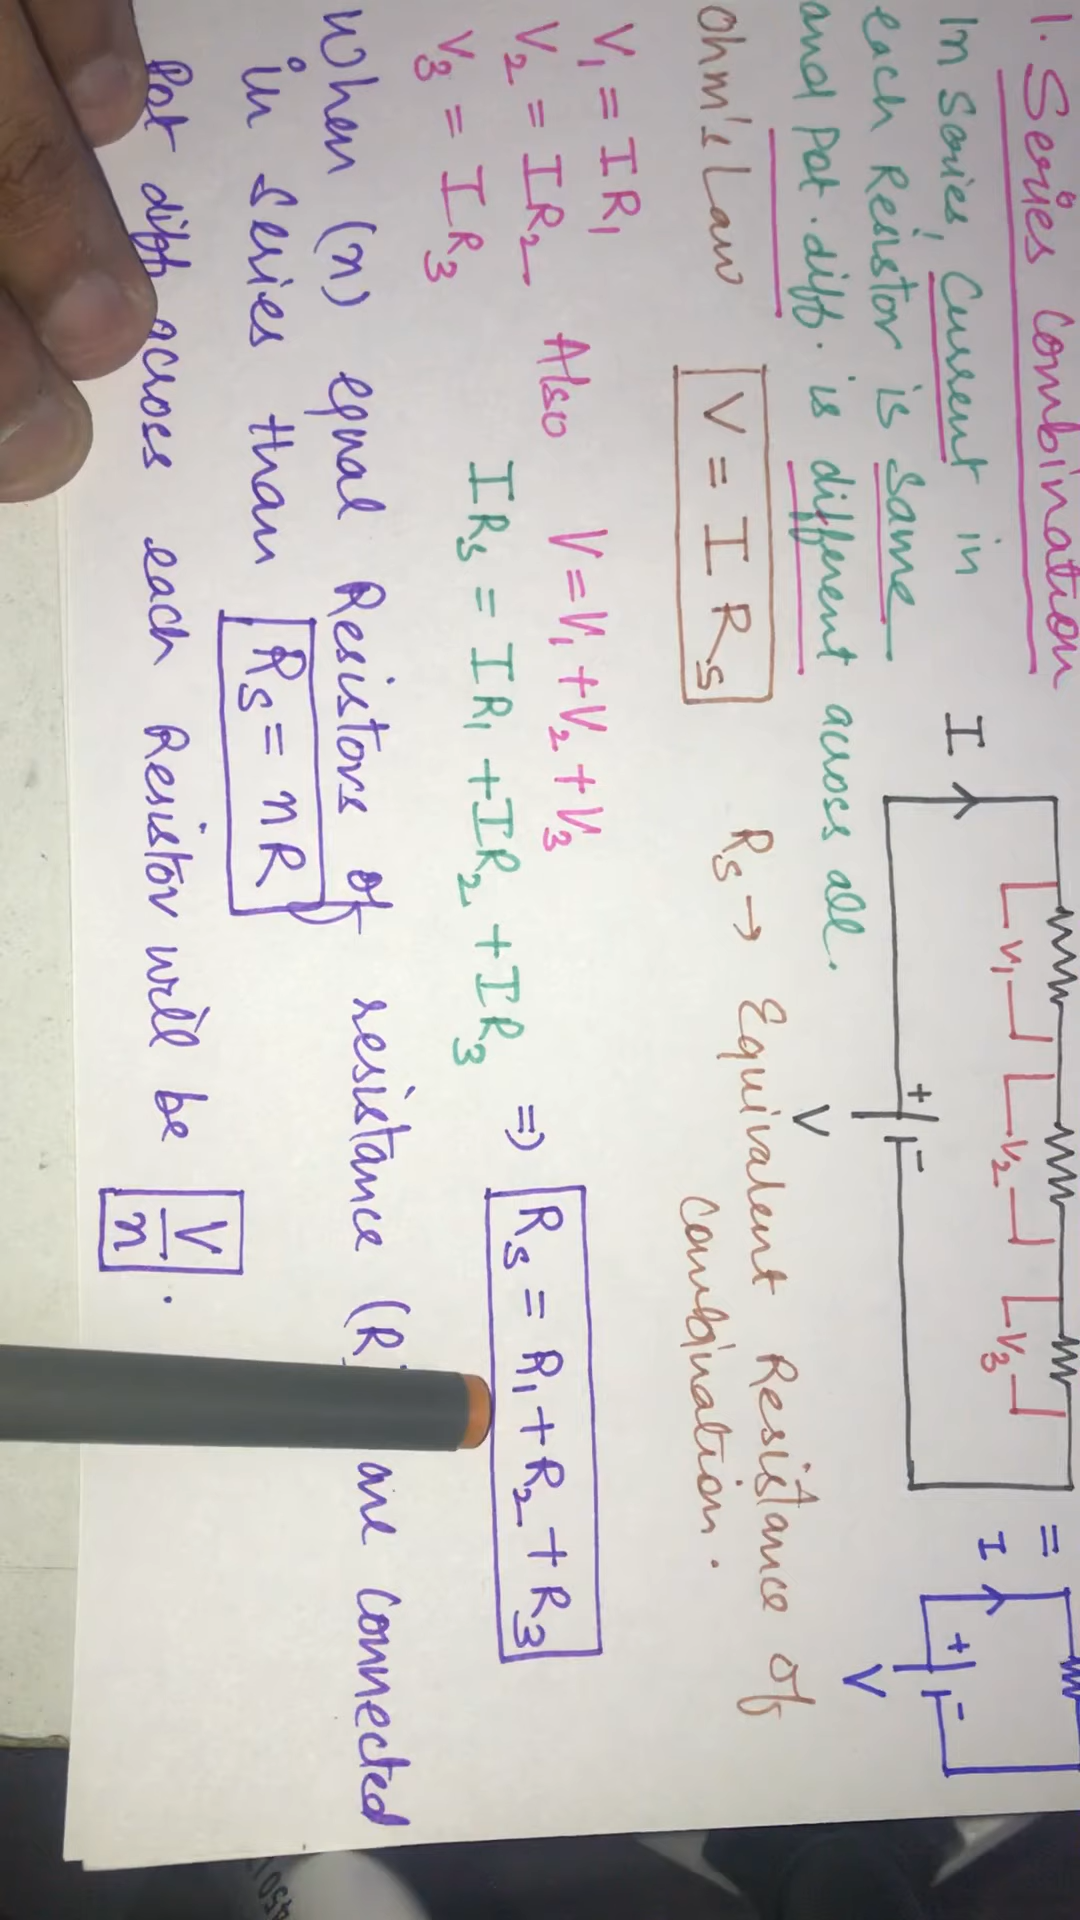 1. Series Combination
In Series, Current in
each Resistor is Same
and pot. diff. is different across all.
I
V1 V2 V3
+ -
V
=
I
+ -
V
Ohm's Law V = I Rs Rs → Equivalent Resistance of
Combination.
V1 = IR1
V2 = IR2 Also V = V1 + V2 + V3
V3 = IR3 IRs = IR1 + IR2 + IR3 => Rs = R1 + R2 + R3
When (n) equal Resistors of resistance (R) are connected
in Series than Rs = nR
Pot diff across each Resistor will be V/n.